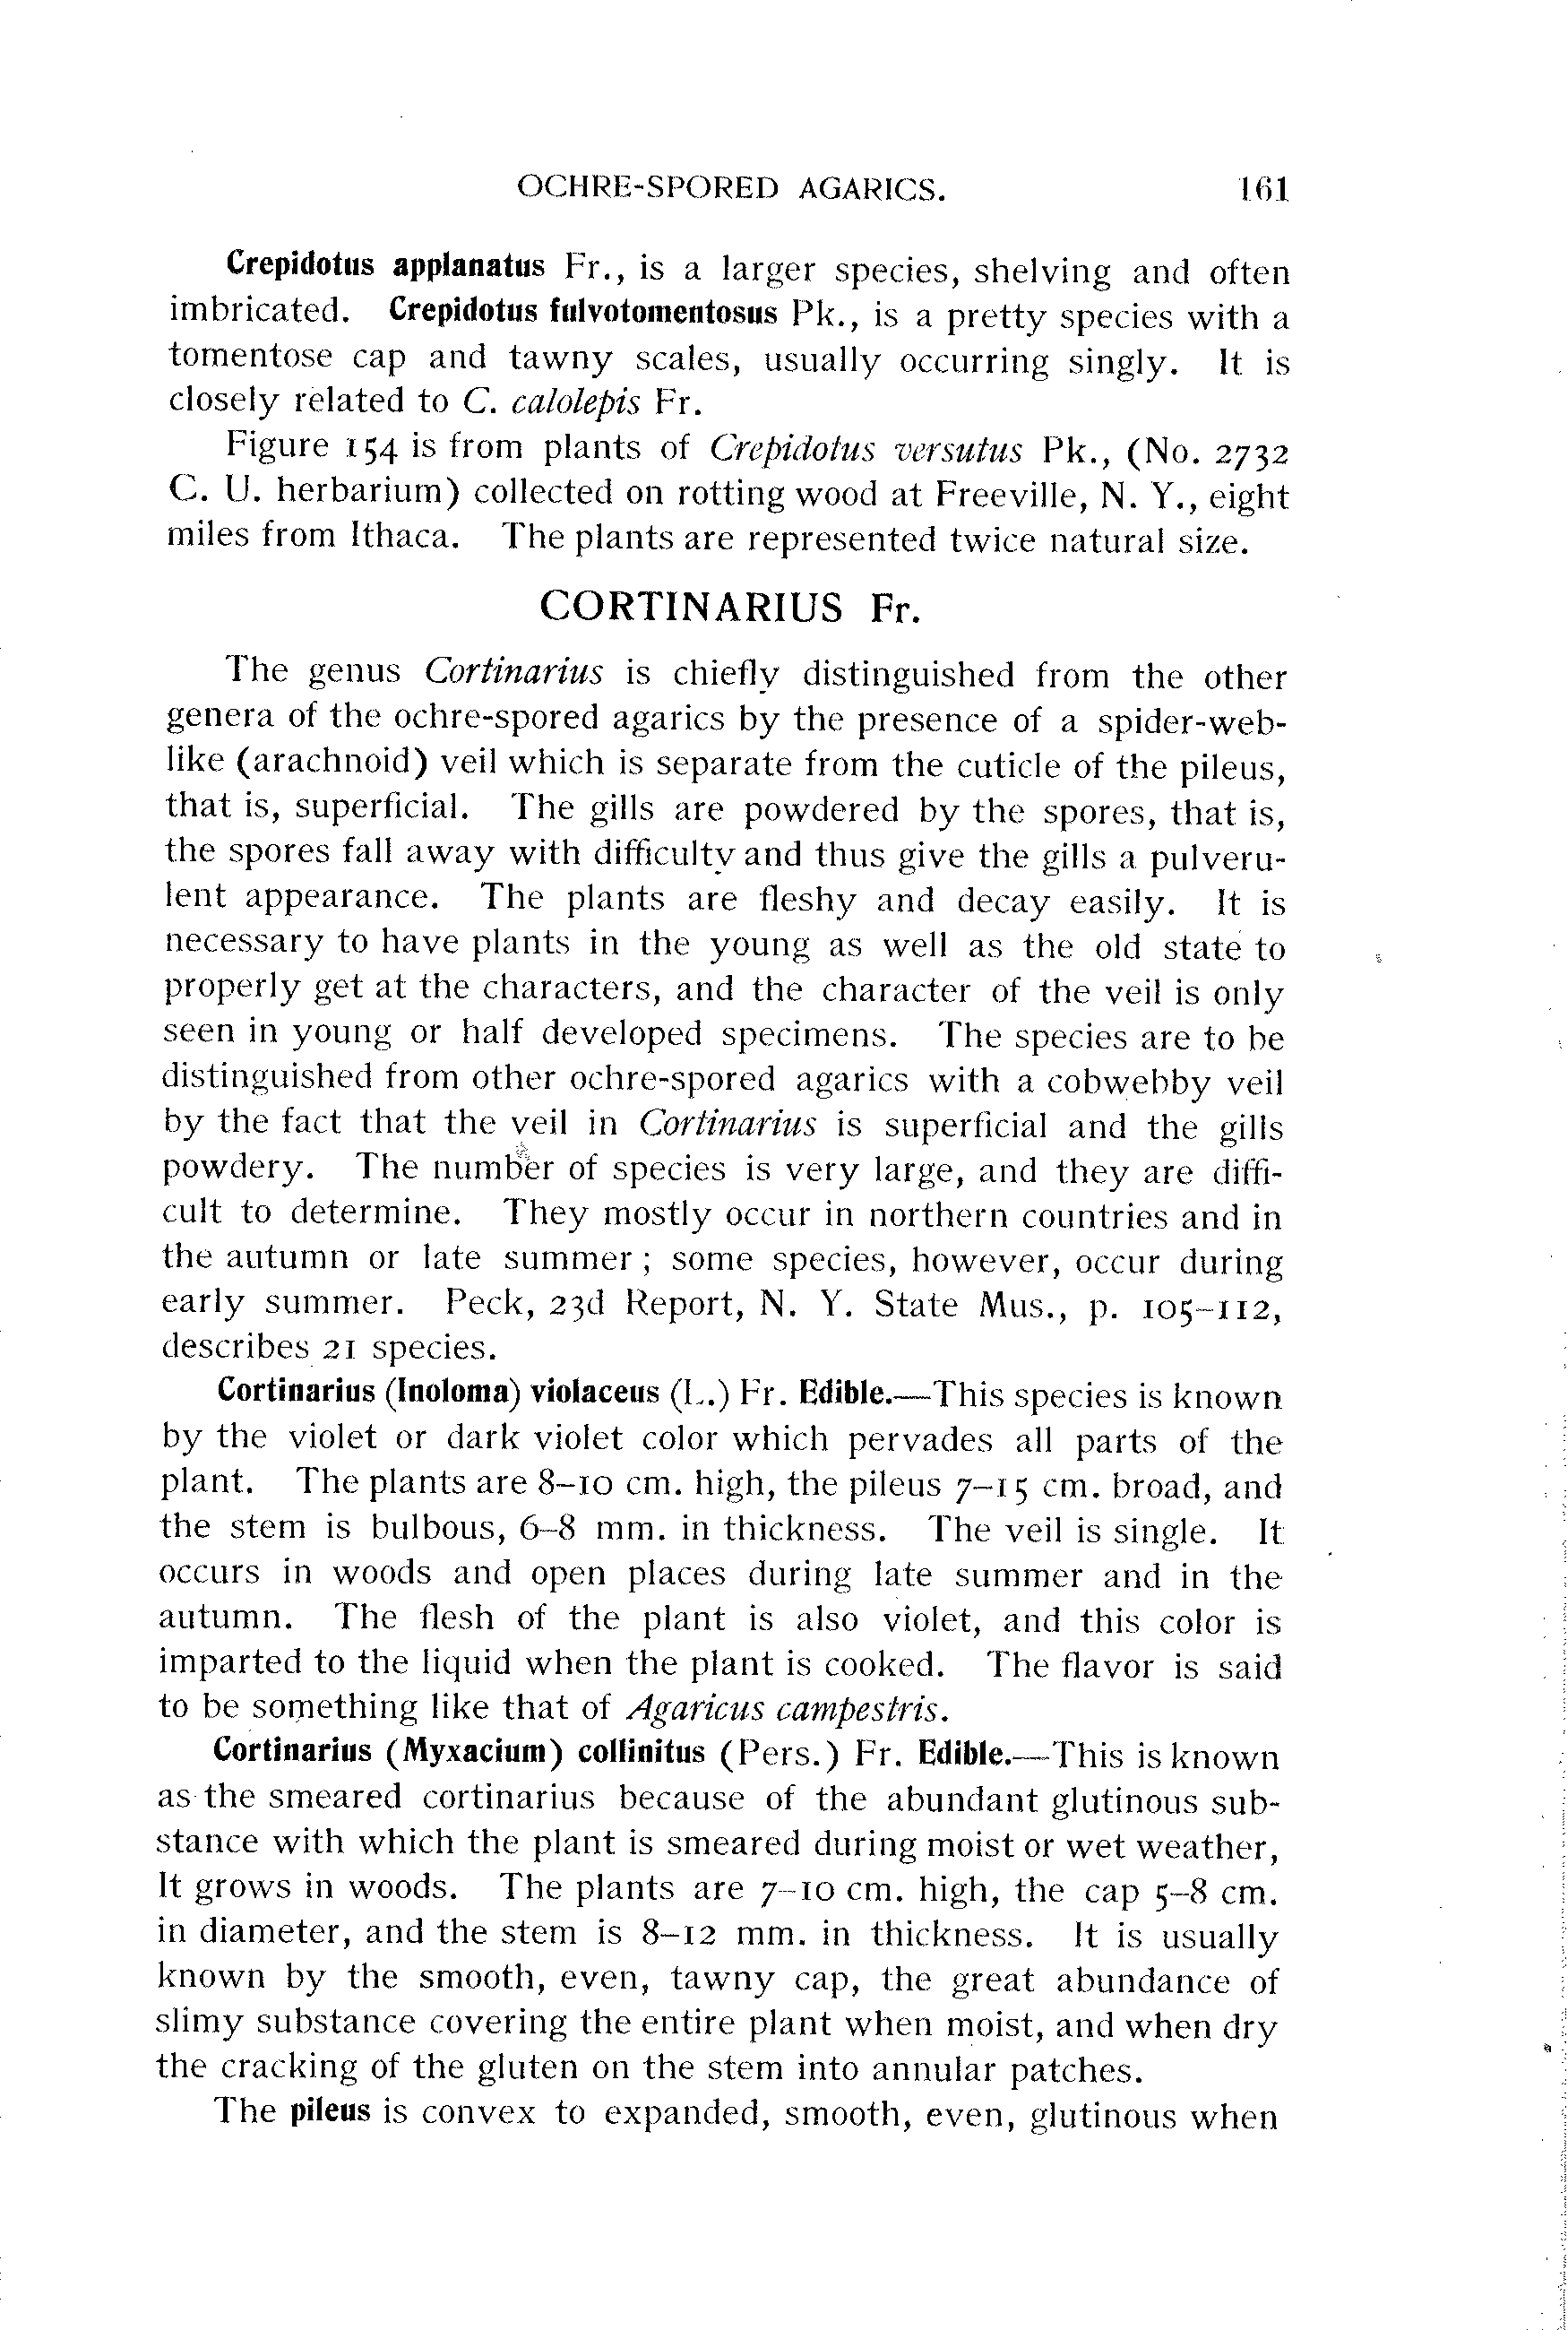 OCHRE-SPORED AGARICS. 161
Crepidotus applanatus Fr., is a larger species, shelving and often
imbricated. Crepidotus fulvotomentosus Pk., is a pretty species with a
tomentose cap and tawny scales, usually occurring singly. It is
closely related to C. calolepis Fr.
Figure 154 is from plants of Crepidotus versutus Pk., (No. 2732
C. U. herbarium) collected on rotting wood at Freeville, N. Y., eight
miles from Ithaca. The plants are represented twice natural size.
CORTINARIUS Fr.
The genus Cortinarius is chiefly distinguished from the other
genera of the ochre-spored agarics by the presence of a spider-web-
like (arachnoid) veil which is separate from the cuticle of the pileus,
that is, superficial. The gills are powdered by the spores, that is,
the spores fall away with difficulty and thus give the gills a pulveru-
lent appearance. The plants are fleshy and decay easily. It is
necessary to have plants in the young as well as the old state to
properly get at the characters, and the character of the veil is only
seen in young or half developed specimens. The species are to be
distinguished from other ochre-spored agarics with a cobwebby veil
by the fact that the veil in Cortinarius is superficial and the gills
powdery. The number of species is very large, and they are diffi-
cult to determine. They mostly occur in northern countries and in
the autumn or late summer ; some species, however, occur during
early summer. Peck, 23d Report, N. Y. State Mus., p. 105–112,
describes 21 species.
Cortinarius (Inoloma) violaceus (L.) Fr. Edible.—This species is known
by the violet or dark violet color which pervades all parts of the
plant. The plants are 8–10 cm. high, the pileus 7–15 cm. broad, and
the stem is bulbous, 6–8 mm. in thickness. The veil is single. It
occurs in woods and open places during late summer and in the
autumn. The flesh of the plant is also violet, and this color is
imparted to the liquid when the plant is cooked. The flavor is said
to be something like that of Agaricus campestris.
Cortinarius (Myxacium) collinitus (Pers.) Fr. Edible.—This is known
as the smeared cortinarius because of the abundant glutinous sub-
stance with which the plant is smeared during moist or wet weather,
It grows in woods. The plants are 7–10 cm. high, the cap 5–8 cm.
in diameter, and the stem is 8–12 mm. in thickness. It is usually
known by the smooth, even, tawny cap, the great abundance of
slimy substance covering the entire plant when moist, and when dry
the cracking of the gluten on the stem into annular patches.
The pileus is convex to expanded, smooth, even, glutinous when